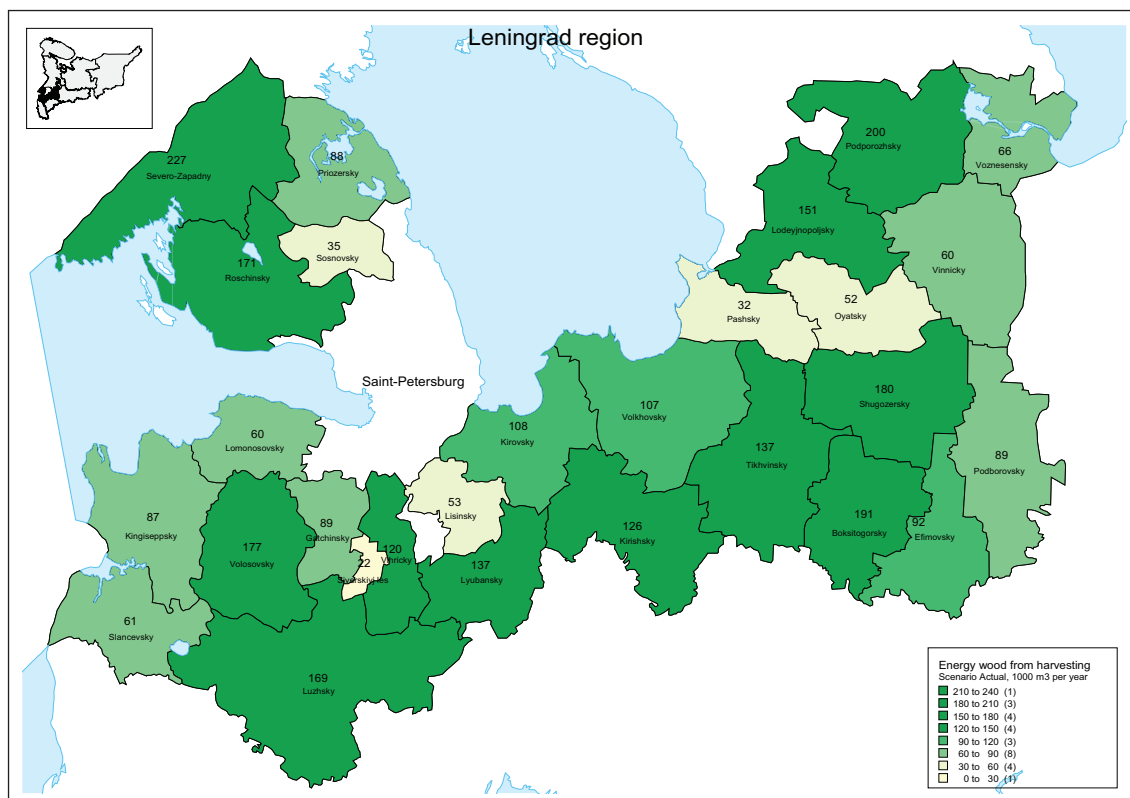 Leningrad region
227
Severo-Zapadny
88
Priozersky
200
Podporozhsky
66
Voznesensky
171
Roschinsky
35
Sosnovsky
151
Lodeyjnopoljsky
60
Vinnicky
32
Pashsky
52
Oyatsky
Saint-Petersburg
180
Shugozersky
107
Volkhovsky
108
Kirovsky
60
Lomonosovsky
137
Tikhvinsky
89
Podborovsky
87
Kingiseppsky
177
Volosovsky
89
Gatchinsky
53
Lisinsky
22
Siverskivj les
120
Vhricky
137
Lyubansky
126
Kirishsky
191
Boksitogorsky
92
Efimovsky
61
Slancevsky
169
Luzhsky
Energy wood from harvesting
Scenario Actual, 1000 m3 per year
210 to 240 (1)
180 to 210 (3)
150 to 180 (4)
120 to 150 (4)
90 to 120 (3)
60 to 90 (8)
30 to 60 (4)
0 to 30 (1)